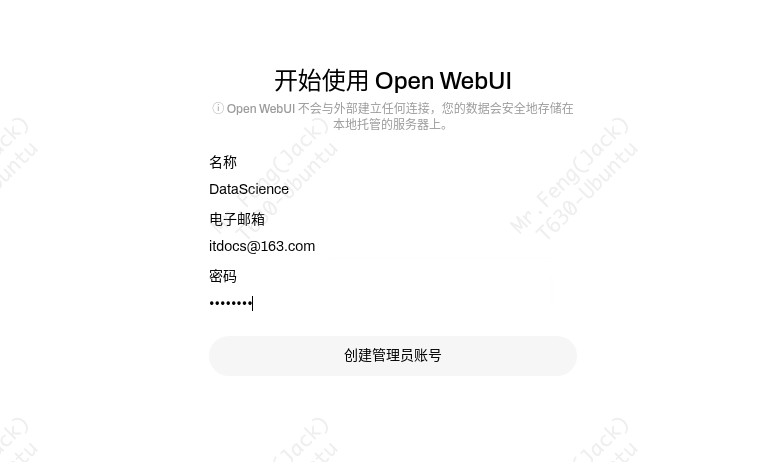 开始使用 Open WebUI
ⓘ Open WebUI 不会与外部建立任何连接，您的数据会安全地存储在
本地托管的服务器上。
名称
DataScience
电子邮箱
itdocs@163.com
密码
••••••••
创建管理员账号
Mr.Feng(Jack)
T630-Ubuntu